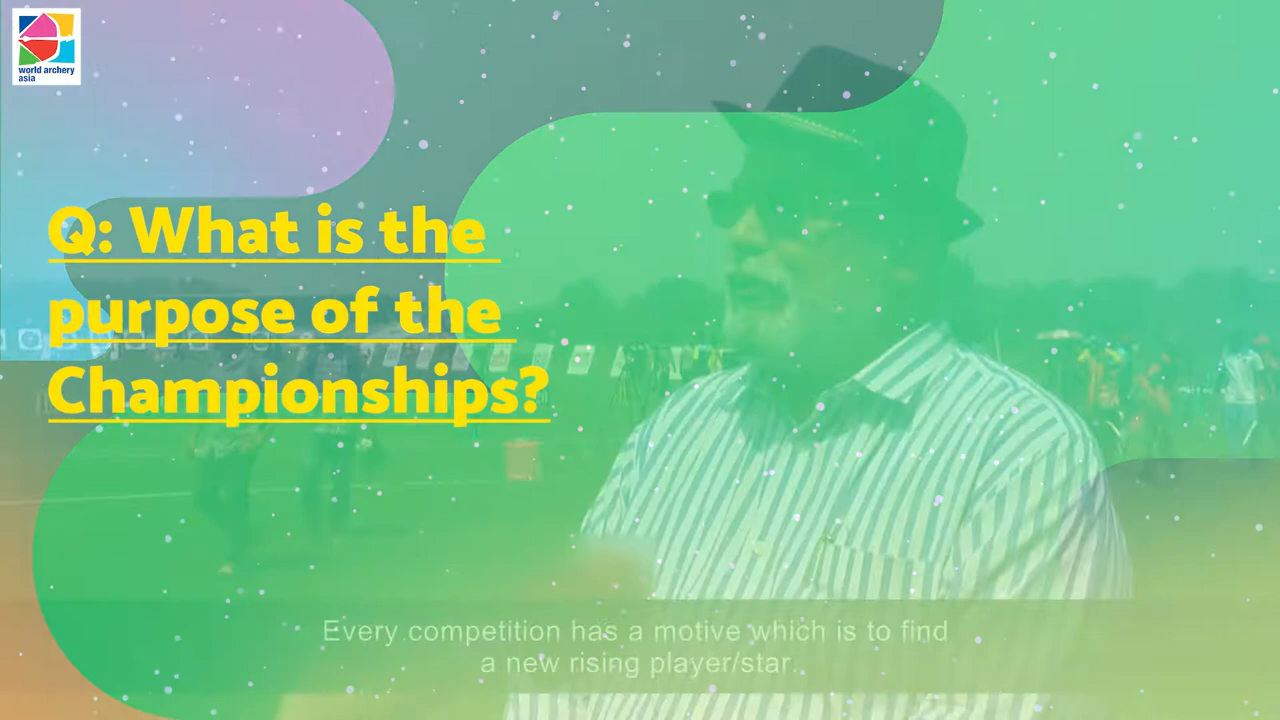 world archery
asia
Q: What is the
purpose of the
Championships?
Every competition has a motive which is to find
a new rising player/star.